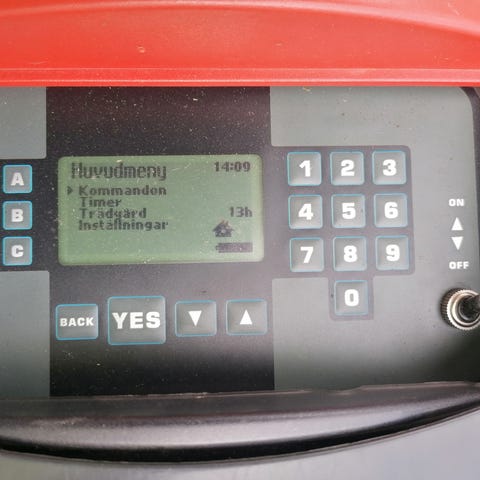 Huvudmeny 14:09
Kommandon
Timer
Trädgård 13h
Inställningar
A
B
C
1 2 3
4 5 6
7 8 9
0
BACK YES
ON
OFF